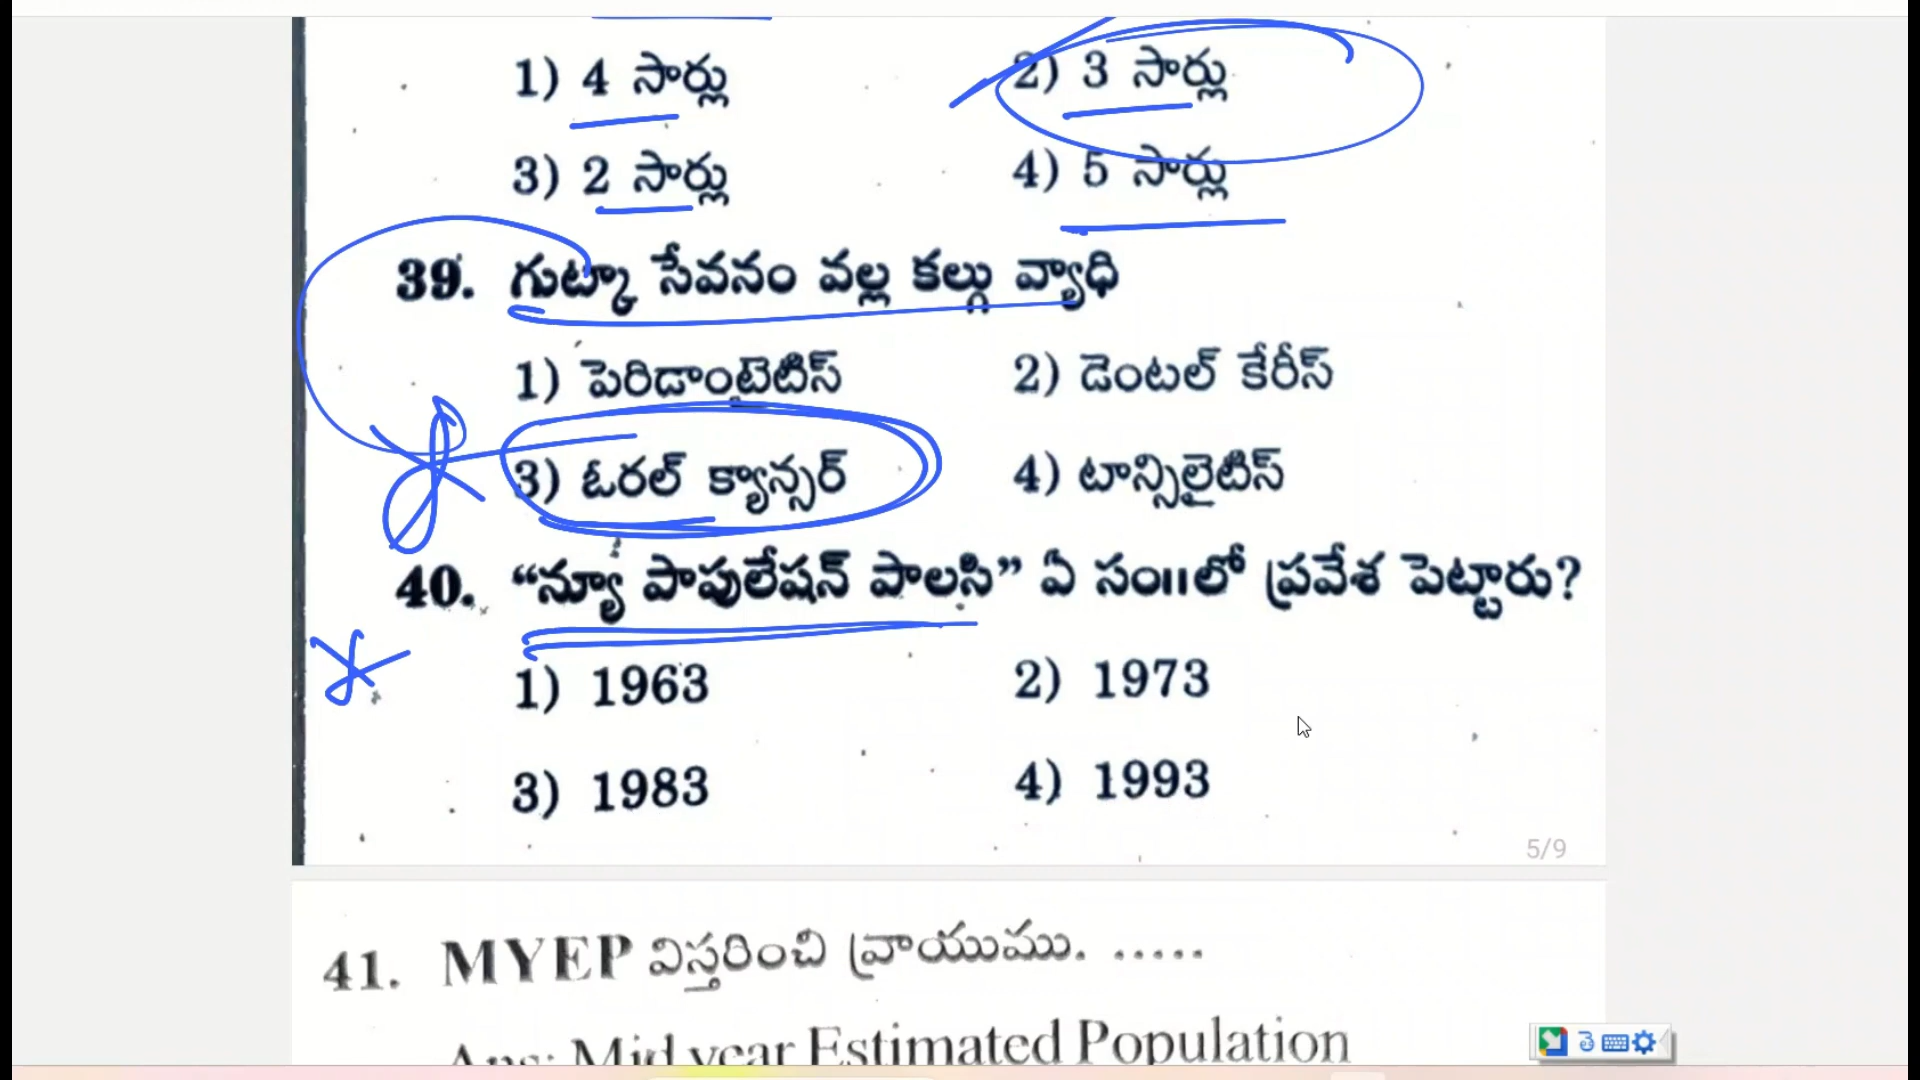 1) 4 సార్లు 2) 3 సార్లు
3) 2 సార్లు 4) 5 సార్లు
39. గుట్కా సేవనం వల్ల కల్గు వ్యాధి
1) పెరిడాంటైటిస్ 2) డెంటల్ కేరీస్
3) ఓరల్ క్యాన్సర్ 4) టాన్సిలైటిస్
40. “న్యూ పాపులేషన్ పాలసి” ఏ సం॥లో ప్రవేశ పెట్టారు?
1) 1963 2) 1973
3) 1983 4) 1993
5/9
41. MYEP విస్తరించి వ్రాయుము. .....
Ans: Mid year Estimated Population
తె